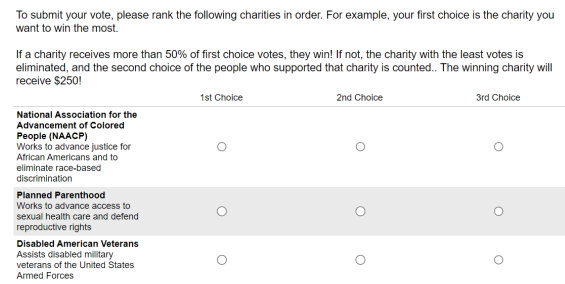 To submit your vote, please rank the following charities in order. For example, your first choice is the charity you
want to win the most.
If a charity receives more than 50% of first choice votes, they win! If not, the charity with the least votes is
eliminated, and the second choice of the people who supported that charity is counted.. The winning charity will
receive $250!
1st Choice 2nd Choice 3rd Choice
National Association for the
Advancement of Colored
People (NAACP)
Works to advance justice for
African Americans and to
eliminate race-based
discrimination
Planned Parenthood
Works to advance access to
sexual health care and defend
reproductive rights
Disabled American Veterans
Assists disabled military
veterans of the United States
Armed Forces